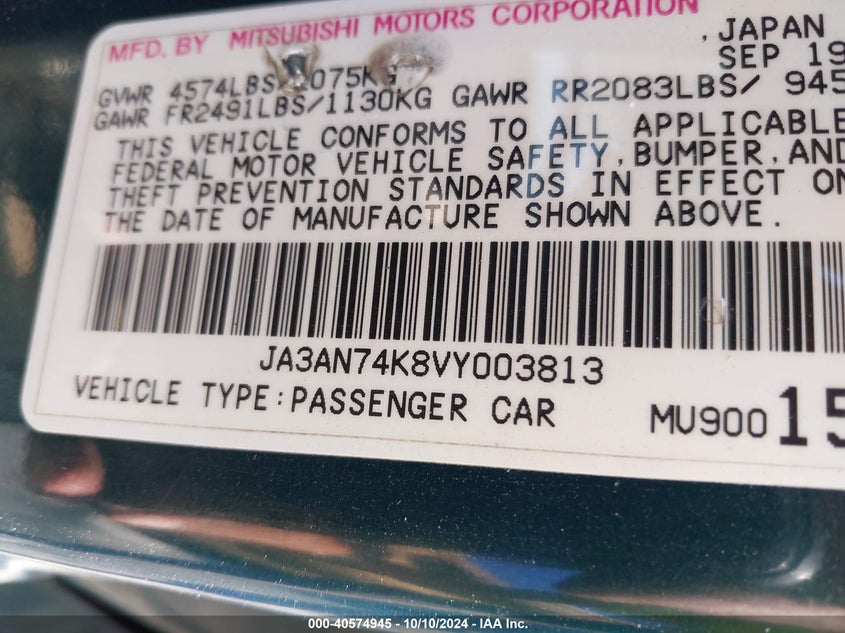 MFD. BY MITSUBISHI MOTORS CORPORATION
,JAPAN
SEP 19
GVWR 4574LBS/2075KG
GAWR FR2491LBS/1130KG GAWR RR2083LBS/ 945
THIS VEHICLE CONFORMS TO ALL APPLICABLE
FEDERAL MOTOR VEHICLE SAFETY,BUMPER,AND
THEFT PREVENTION STANDARDS IN EFFECT ON
THE DATE OF MANUFACTURE SHOWN ABOVE.
JA3AN74K8VY003813
VEHICLE TYPE:PASSENGER CAR
MV900 15
000-40574945 - 10/10/2024 - IAA Inc.